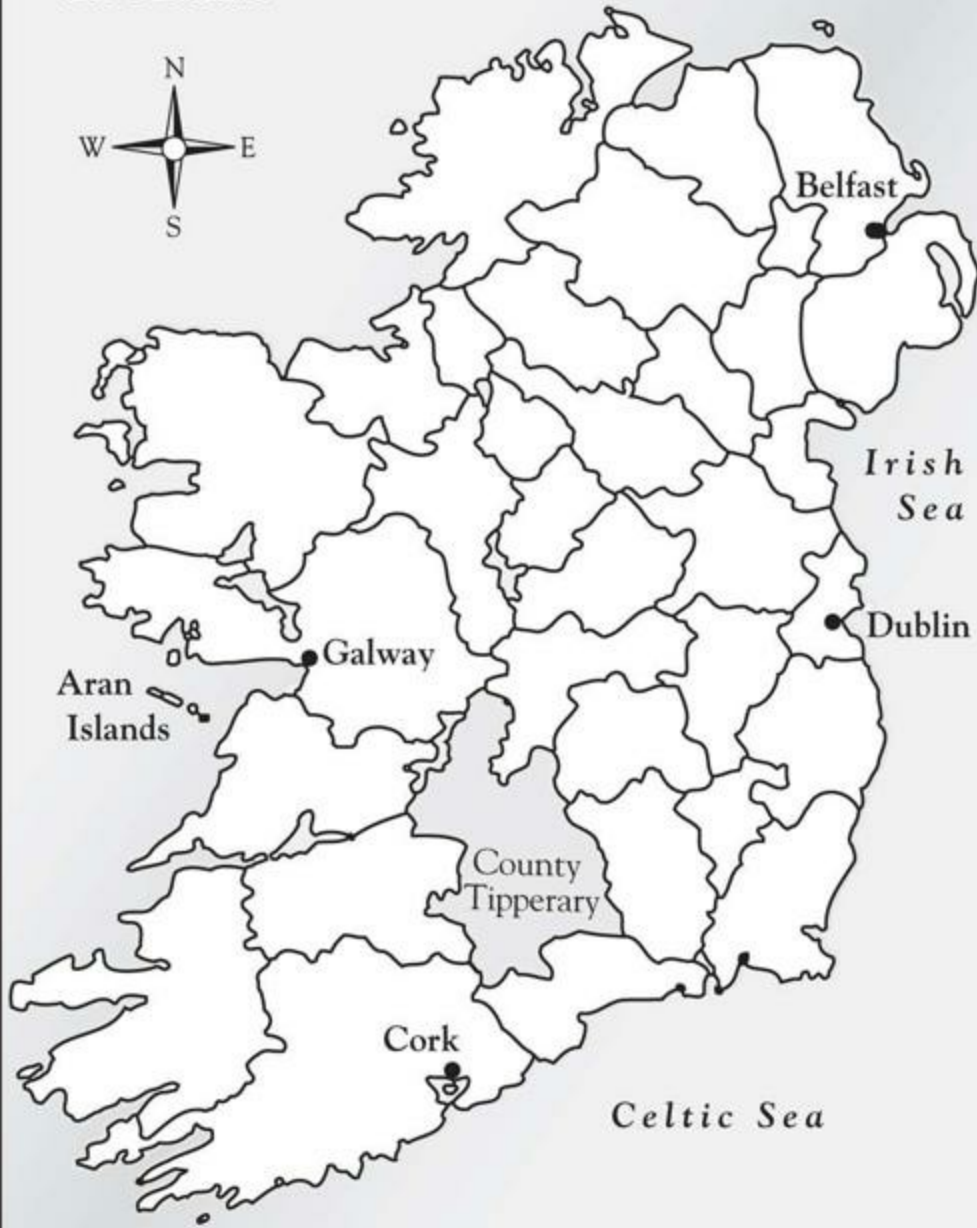 N
W E
S
Belfast
Irish
Sea
Dublin
Galway
Aran
Islands
County
Tipperary
Cork
Celtic Sea